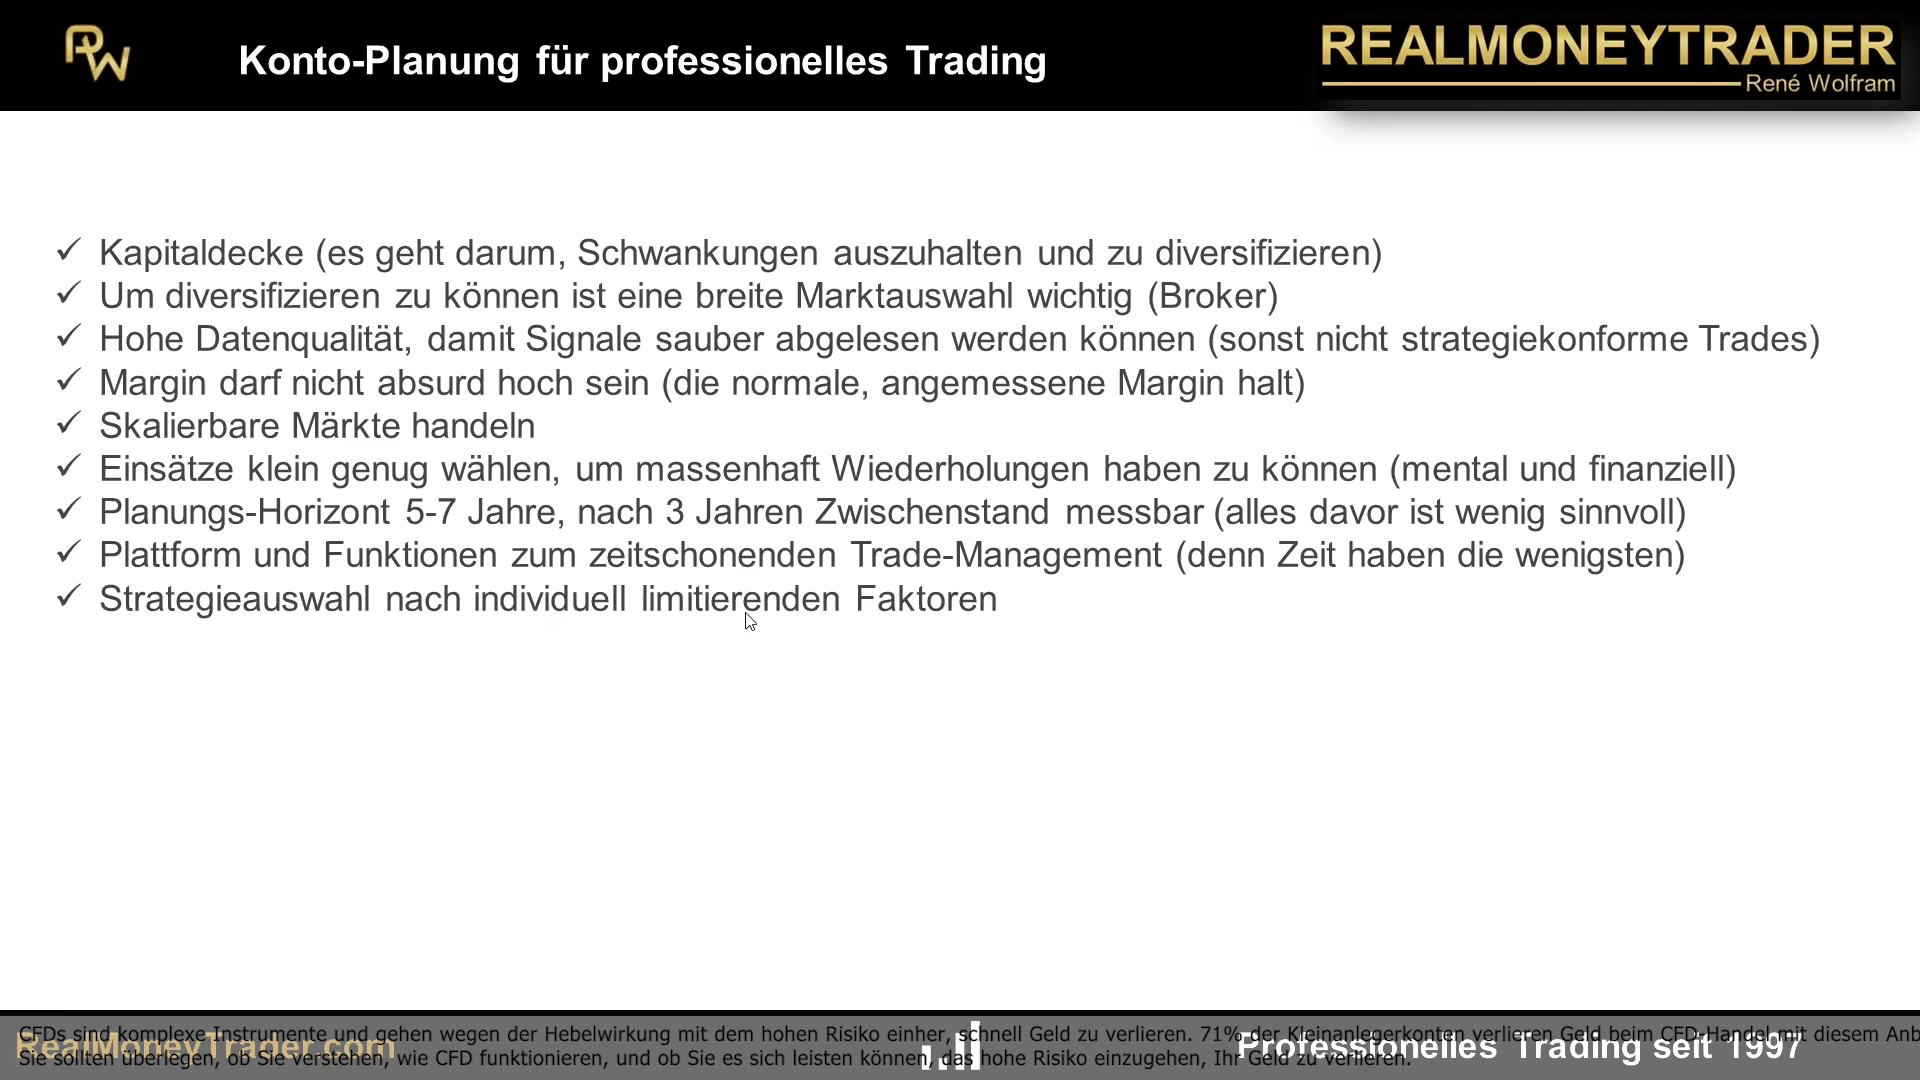 RW
Konto-Planung für professionelles Trading
REALMONEYTRADER
René Wolfram
Kapitaldecke (es geht darum, Schwankungen auszuhalten und zu diversifizieren)
Um diversifizieren zu können ist eine breite Marktauswahl wichtig (Broker)
Hohe Datenqualität, damit Signale sauber abgelesen werden können (sonst nicht strategiekonforme Trades)
Margin darf nicht absurd hoch sein (die normale, angemessene Margin halt)
Skalierbare Märkte handeln
Einsätze klein genug wählen, um massenhaft Wiederholungen haben zu können (mental und finanziell)
Planungs-Horizont 5-7 Jahre, nach 3 Jahren Zwischenstand messbar (alles davor ist wenig sinnvoll)
Plattform und Funktionen zum zeitschonenden Trade-Management (denn Zeit haben die wenigsten)
Strategieauswahl nach individuell limitierenden Faktoren
CFDs sind komplexe Instrumente und gehen wegen der Hebelwirkung mit dem hohen Risiko einher, schnell Geld zu verlieren. 71% der Kleinanlegerkonten verlieren Geld beim CFD-Handel mit diesem Anb
Sie sollten überlegen, ob Sie verstehen, wie CFD funktionieren, und ob Sie es sich leisten können, das hohe Risiko einzugehen, Ihr Geld zu verlieren.
RealMoneyTrader.com
Professionelles Trading seit 1997